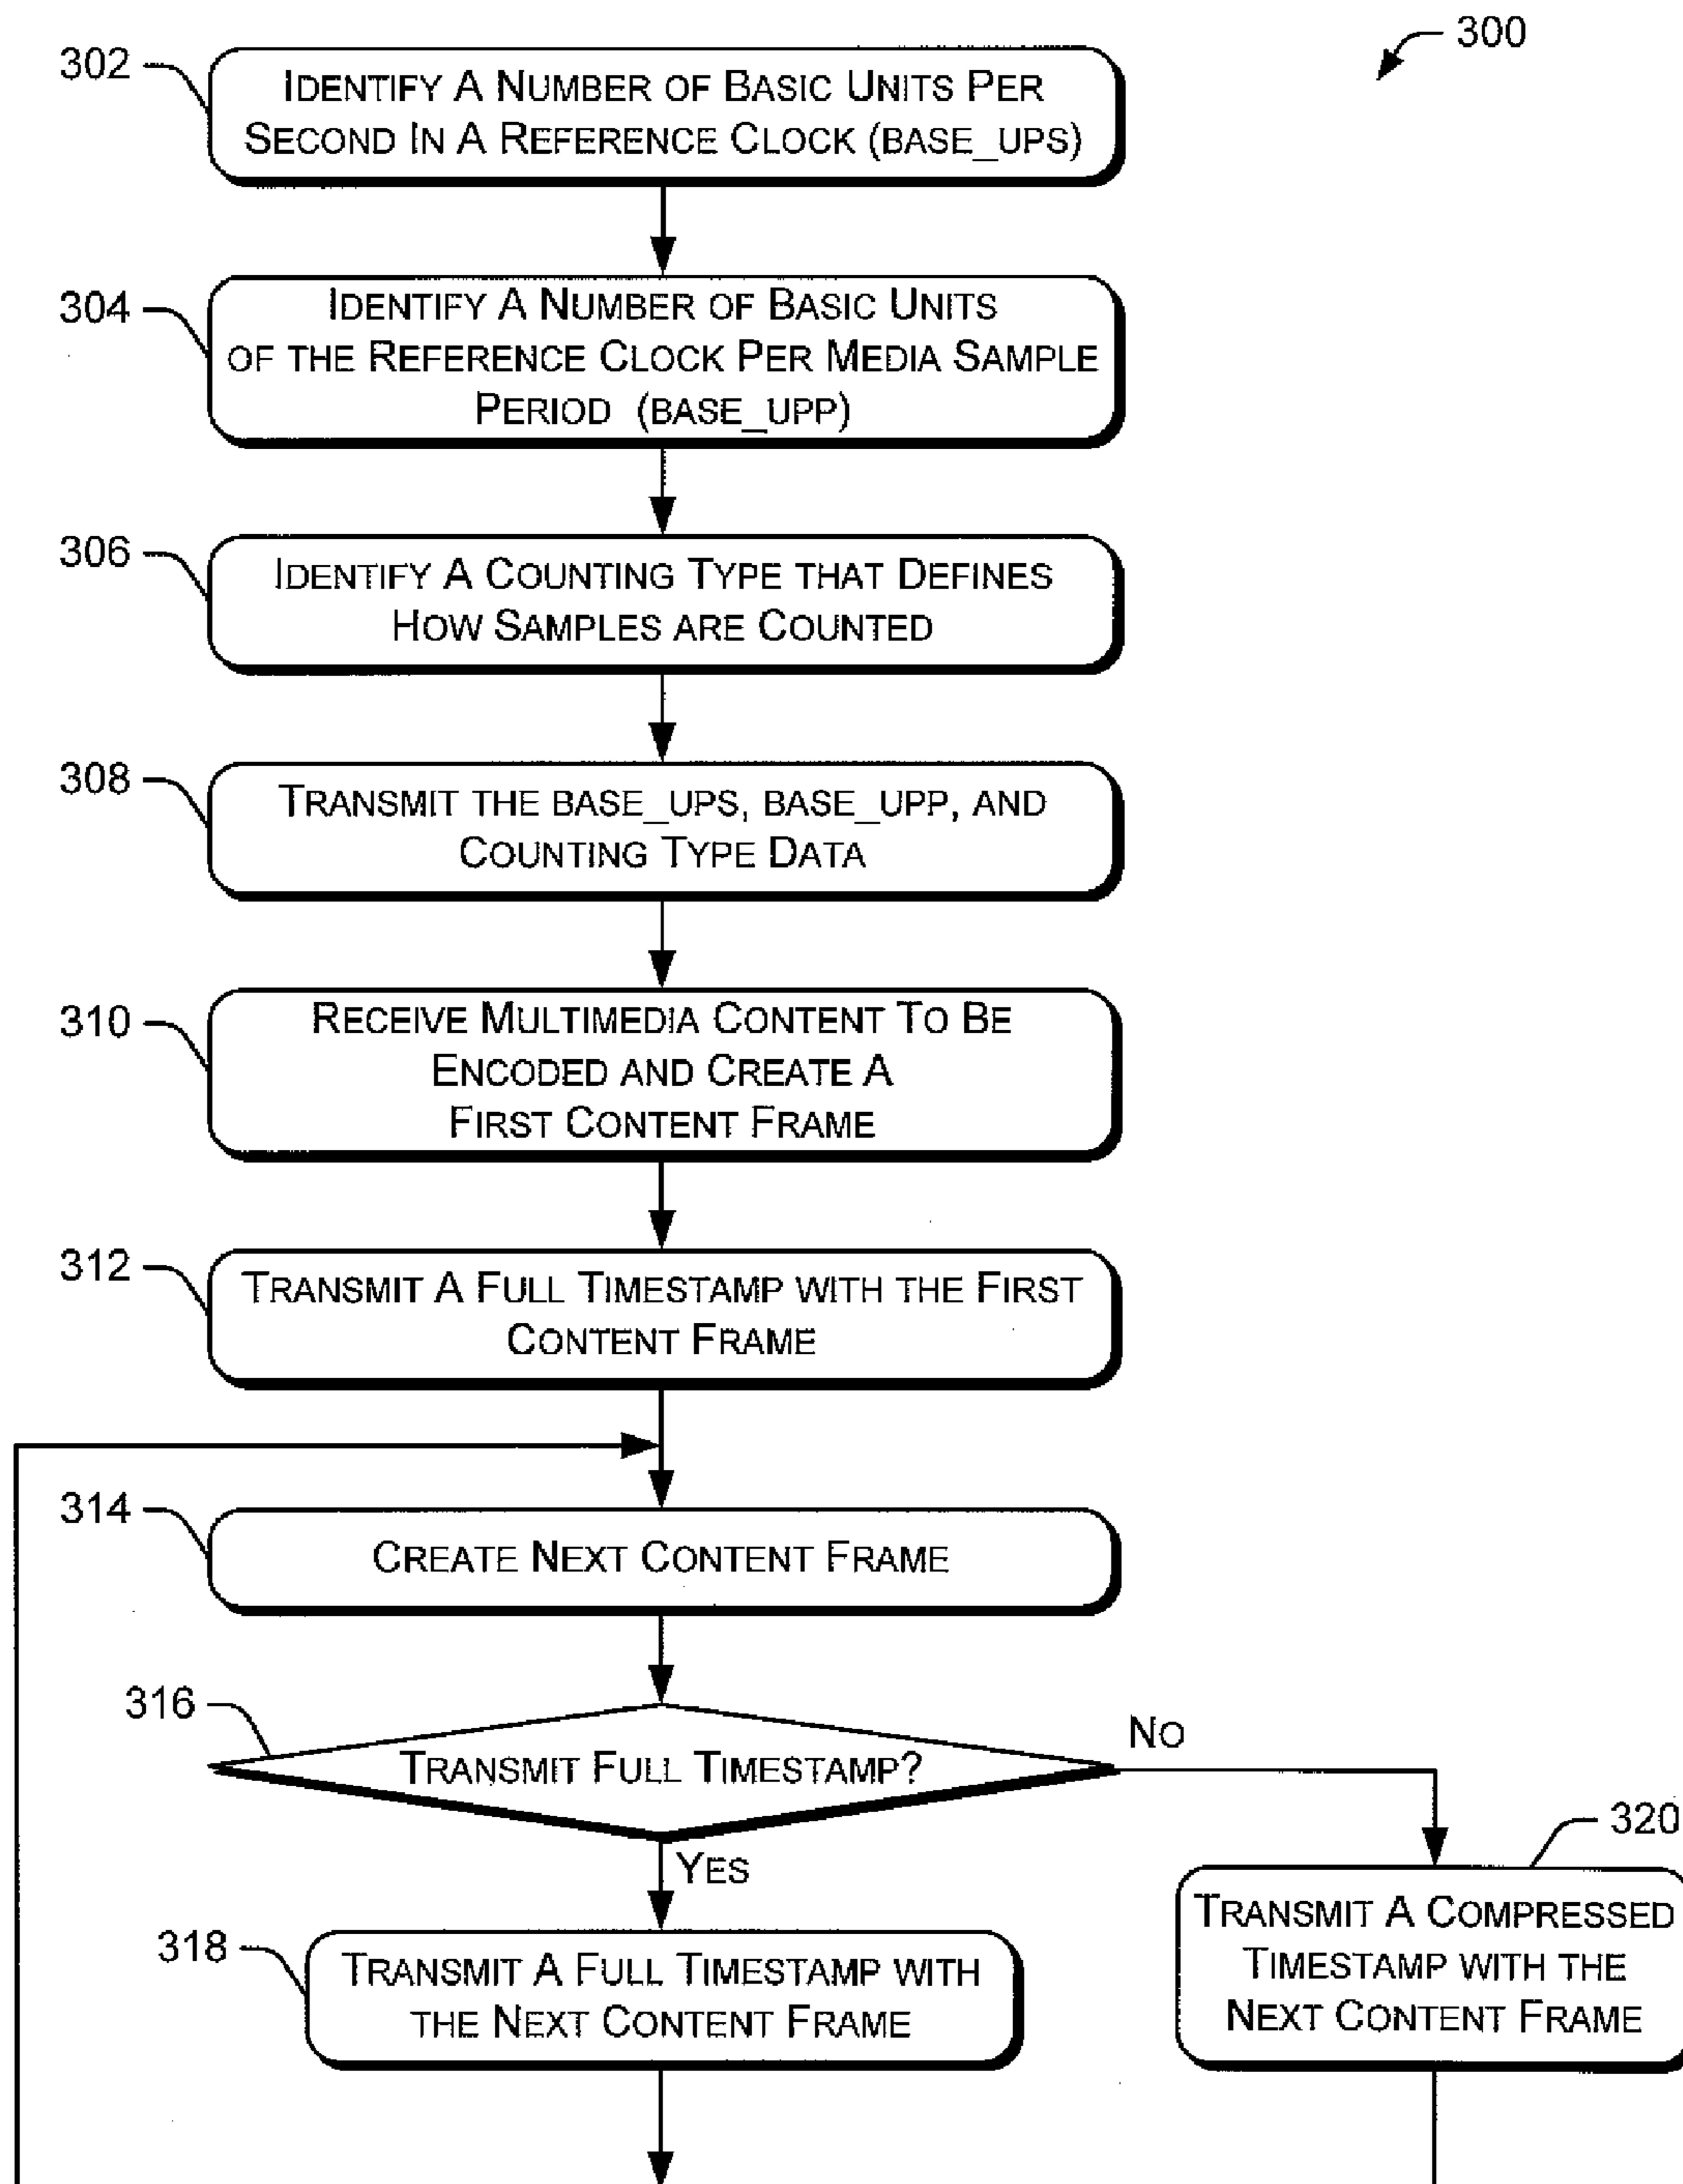 300
302
IDENTIFY A NUMBER OF BASIC UNITS PER
SECOND IN A REFERENCE CLOCK (BASE_UPS)
304
IDENTIFY A NUMBER OF BASIC UNITS
OF THE REFERENCE CLOCK PER MEDIA SAMPLE
PERIOD (BASE_UPP)
306
IDENTIFY A COUNTING TYPE THAT DEFINES
HOW SAMPLES ARE COUNTED
308
TRANSMIT THE BASE_UPS, BASE_UPP, AND
COUNTING TYPE DATA
310
RECEIVE MULTIMEDIA CONTENT TO BE
ENCODED AND CREATE A
FIRST CONTENT FRAME
312
TRANSMIT A FULL TIMESTAMP WITH THE FIRST
CONTENT FRAME
314
CREATE NEXT CONTENT FRAME
316
TRANSMIT FULL TIMESTAMP?
NO
YES
318
TRANSMIT A FULL TIMESTAMP WITH
THE NEXT CONTENT FRAME
320
TRANSMIT A COMPRESSED
TIMESTAMP WITH THE
NEXT CONTENT FRAME